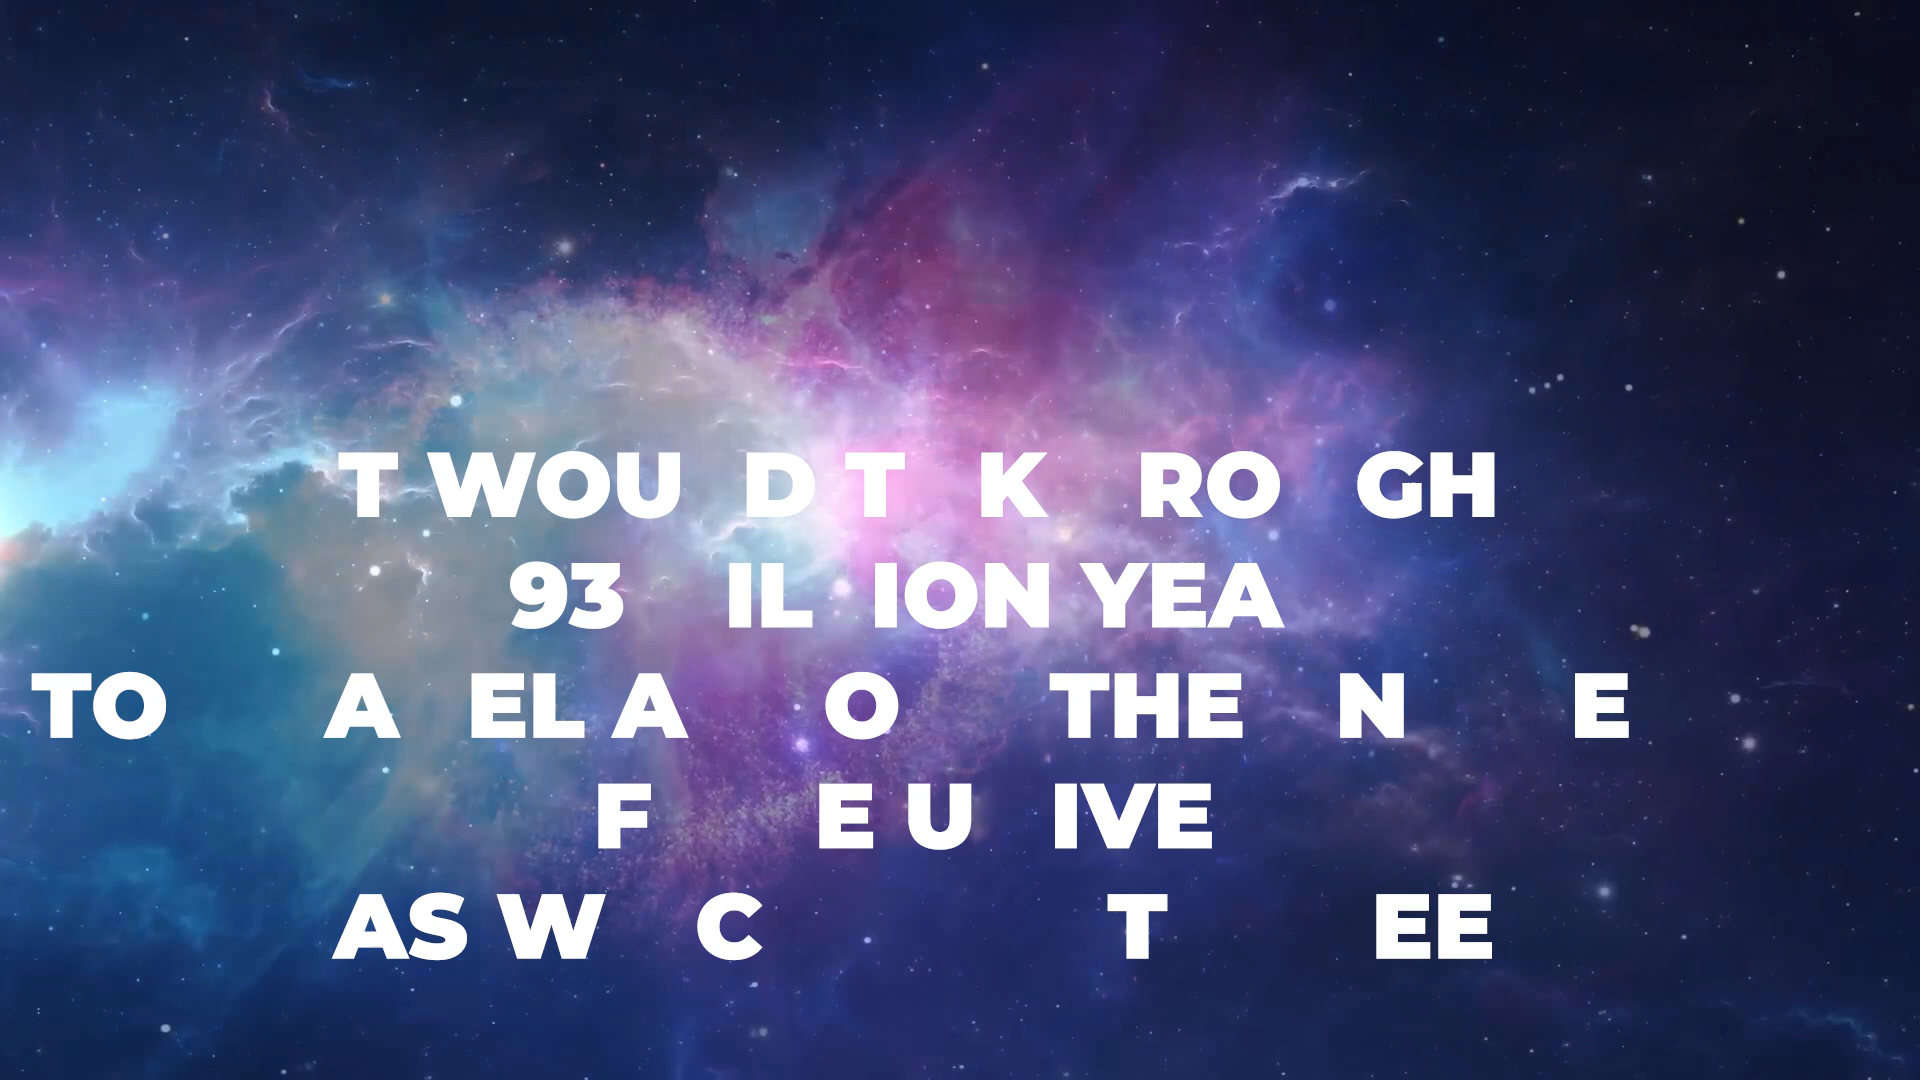 T WOU D T K RO GH
93 IL ION YEA
TO A EL A O THE N E
F E U IVE
AS W C T EE